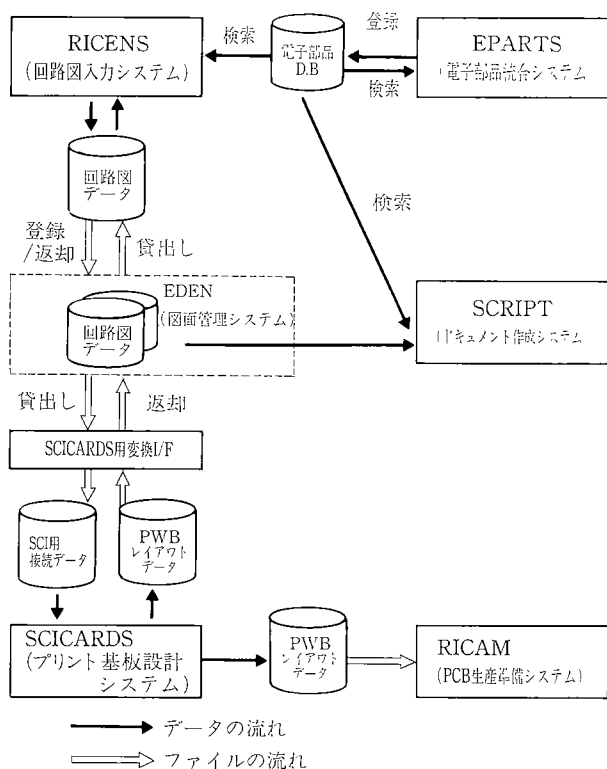 RICENS
(回路図入力システム)
検索
電子部品
D.B
登録
検索
EPARTS
(電子部品統合システム
回路図
データ
登録
/返却
貸出し
検索
EDEN
(図面管理システム)
回路図
データ
SCRIPT
(ドキュメント作成システム
貸出し
返却
SCICARDS用変換I/F
SCI用
接続データ
PWB
レイアウト
データ
SCICARDS
(プリント基板設計
システム)
PWB
レイアウト
データ
RICAM
(PCB生産準備システム)
データの流れ
ファイルの流れ